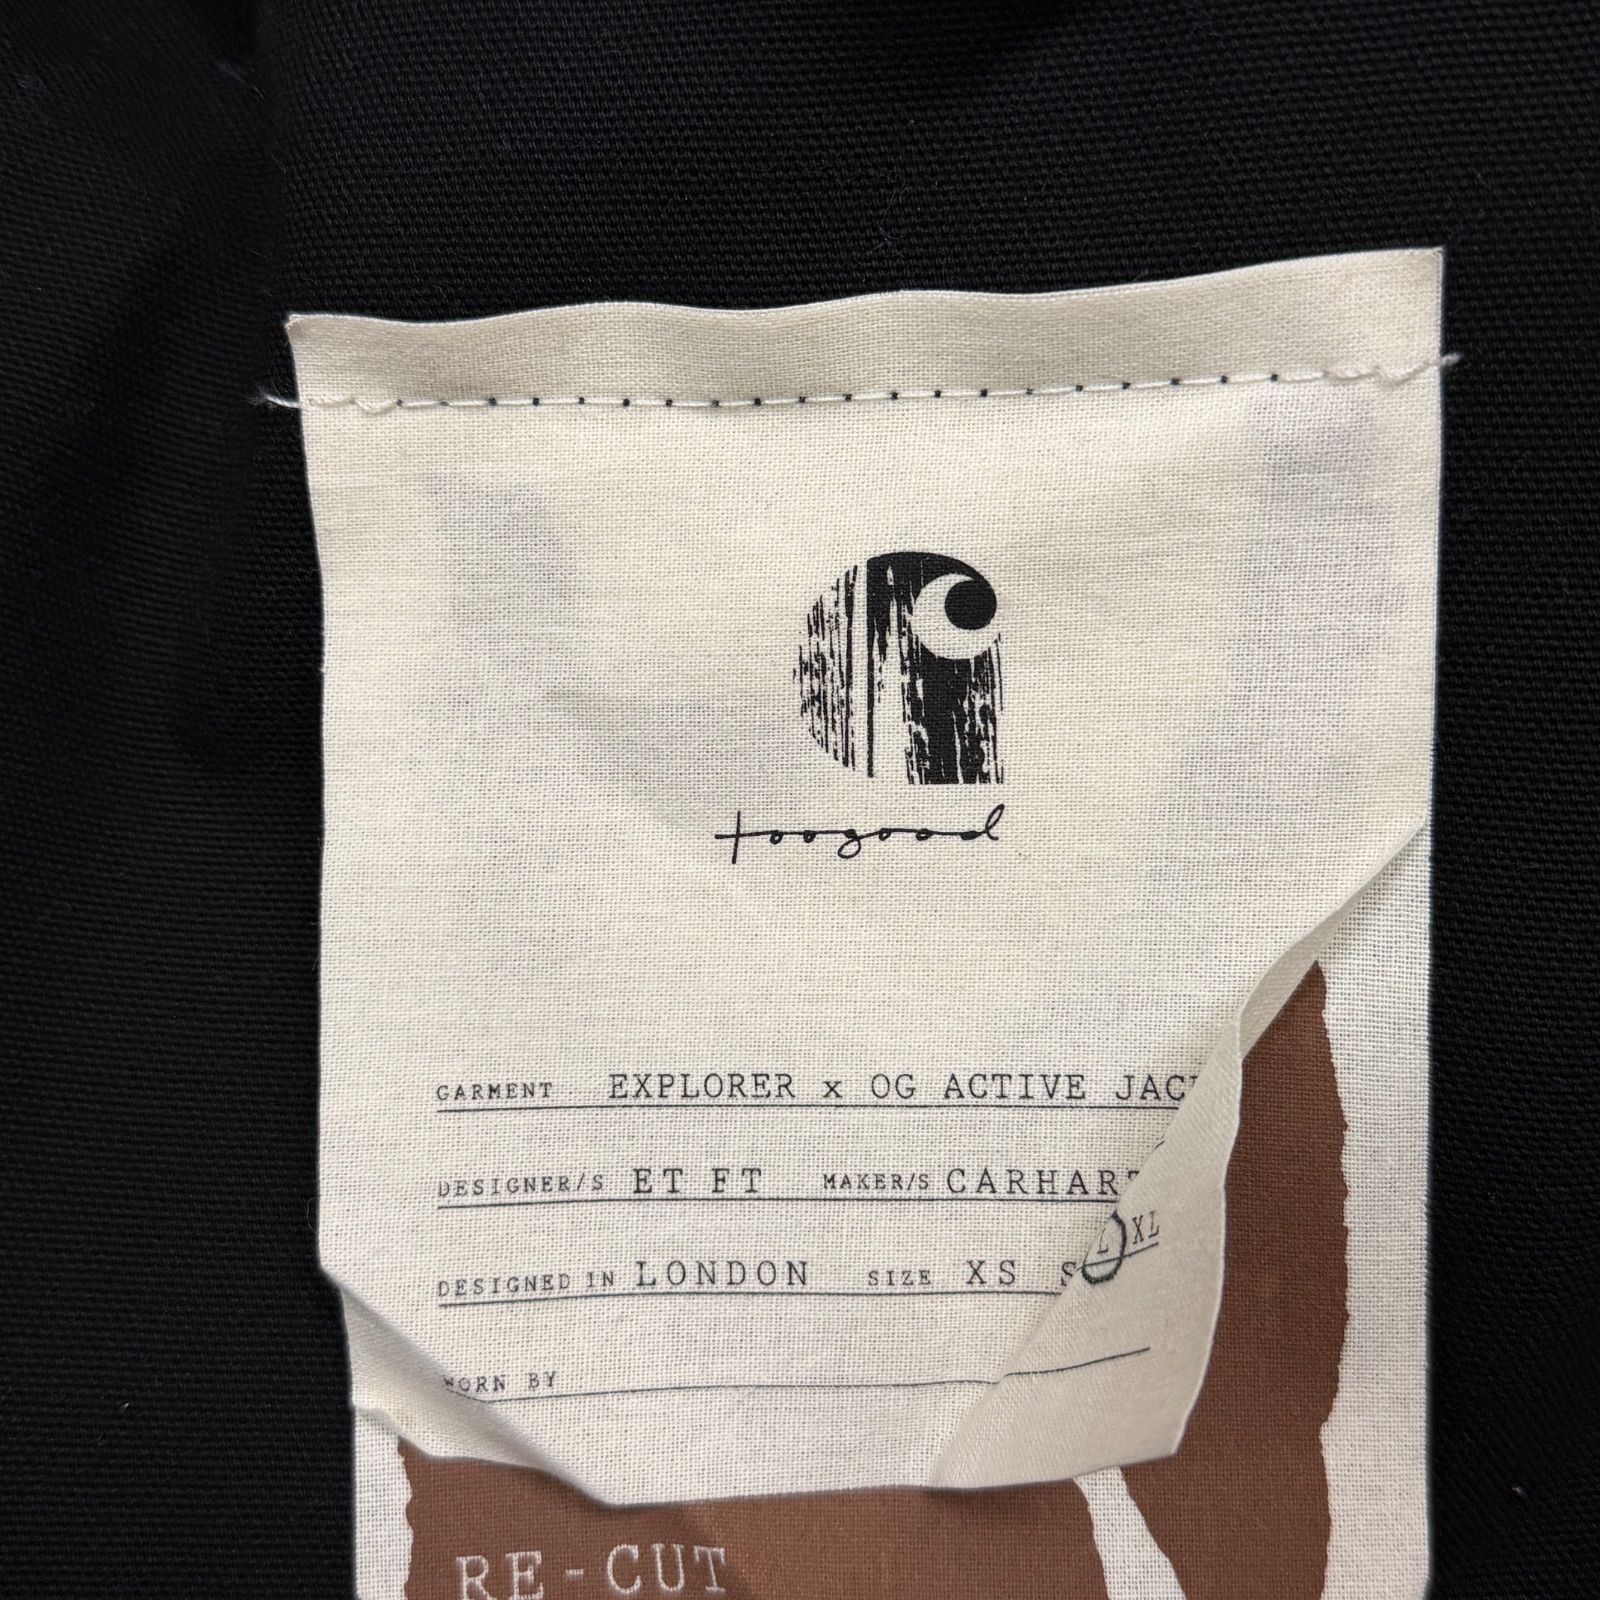 toogood
GARMENT EXPLORER x OG ACTIVE JAC
DESIGNER/S ET FT MAKER/S CARHART
DESIGNED IN LONDON SIZE XS S L XL
WORN BY
RE-CUT